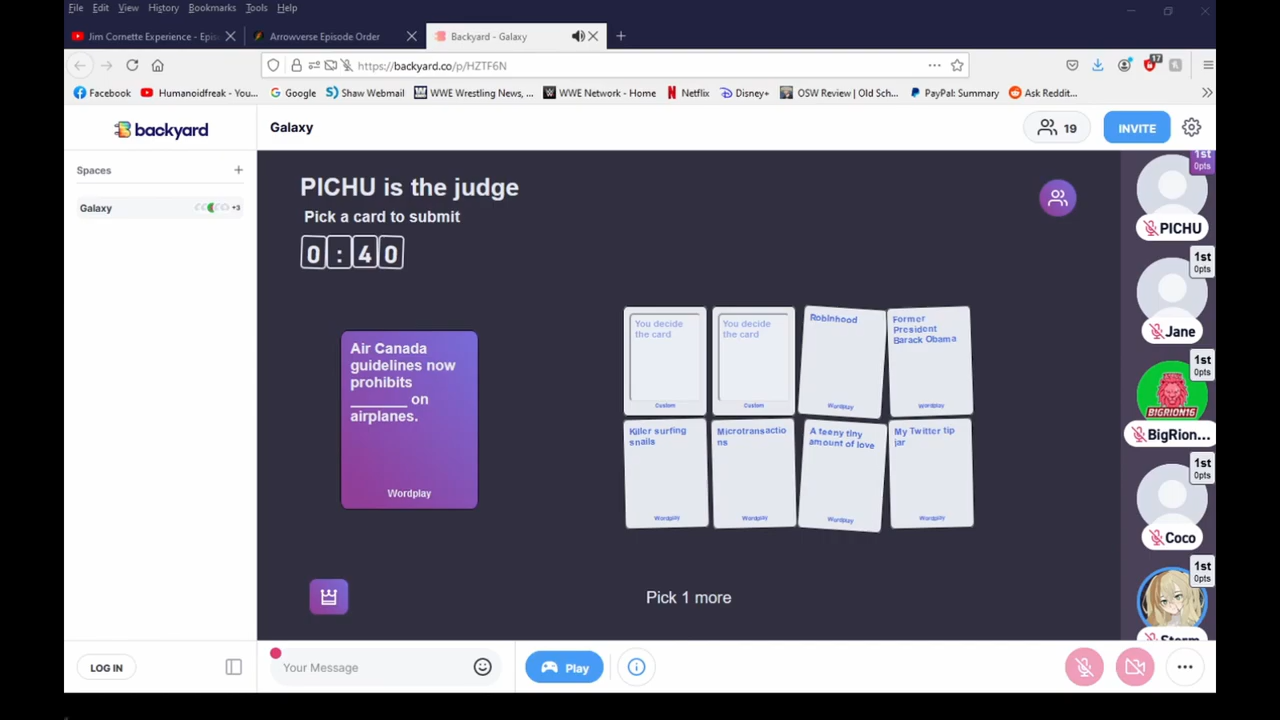 File Edit View History Bookmarks Tools Help
Jim Cornette Experience - Epis
Arrowverse Episode Order
Backyard - Galaxy
https://backyard.co/p/HZTF6N
17
Facebook
Humanoidfreak - You...
Google
Shaw Webmail
WWE Wrestling News, ...
WWE Network - Home
Netflix
Disney+
OSW Review | Old Sch...
PayPal: Summary
Ask Reddit...
backyard
Galaxy
19
INVITE
Spaces
Galaxy
+3
PICHU is the judge
Pick a card to submit
0:40
Air Canada
guidelines now
prohibits
_______ on
airplanes.
Wordplay
You decide
the card
Custom
You decide
the card
Custom
Robinhood
Wordplay
Former
President
Barack Obama
Wordplay
Killer surfing
snails
Wordplay
Microtransactio
ns
Wordplay
A teeny tiny
amount of love
Wordplay
My Twitter tip
jar
Wordplay
Pick 1 more
1st
0pts
PICHU
1st
0pts
Jane
1st
0pts
BIGRION16
BigRion...
1st
0pts
Coco
1st
0pts
Storm
LOG IN
Your Message
Play